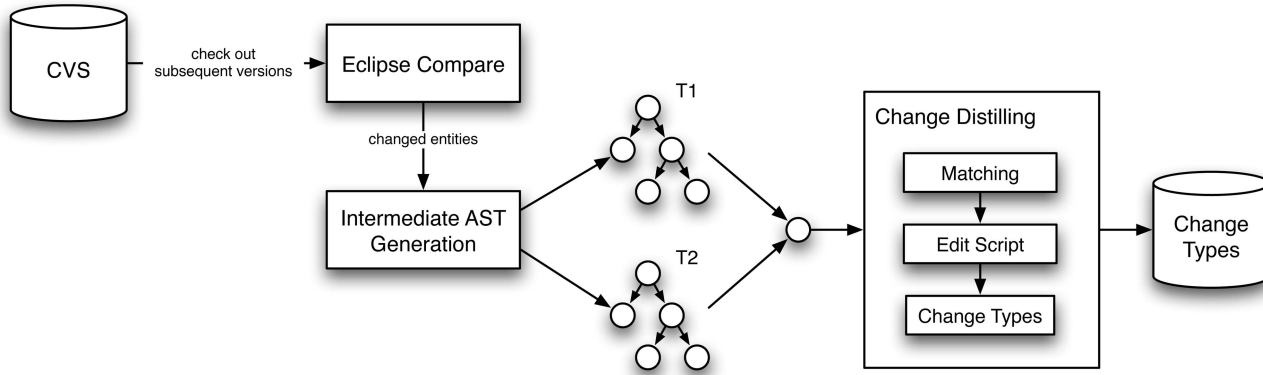 CVS
check out
subsequent versions
Eclipse Compare
changed entities
Intermediate AST
Generation
T1
T2
Change Distilling
Matching
Edit Script
Change Types
Change
Types